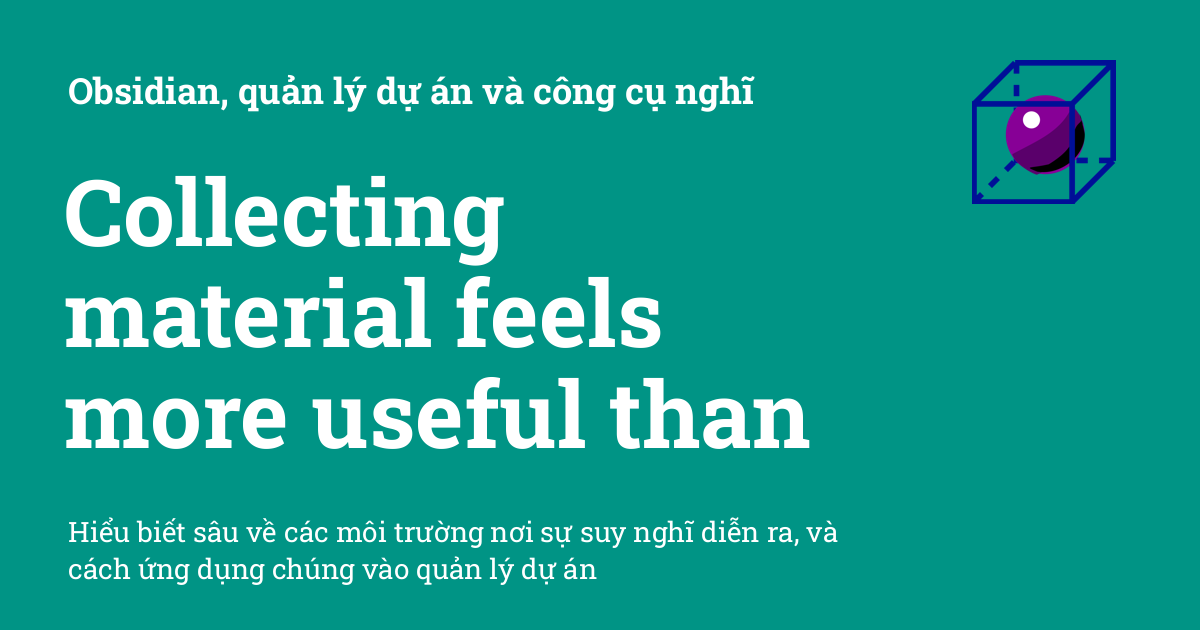 Obsidian, quản lý dự án và công cụ nghĩ
Collecting
material feels
more useful than
Hiểu biết sâu về các môi trường nơi sự suy nghĩ diễn ra, và
cách ứng dụng chúng vào quản lý dự án